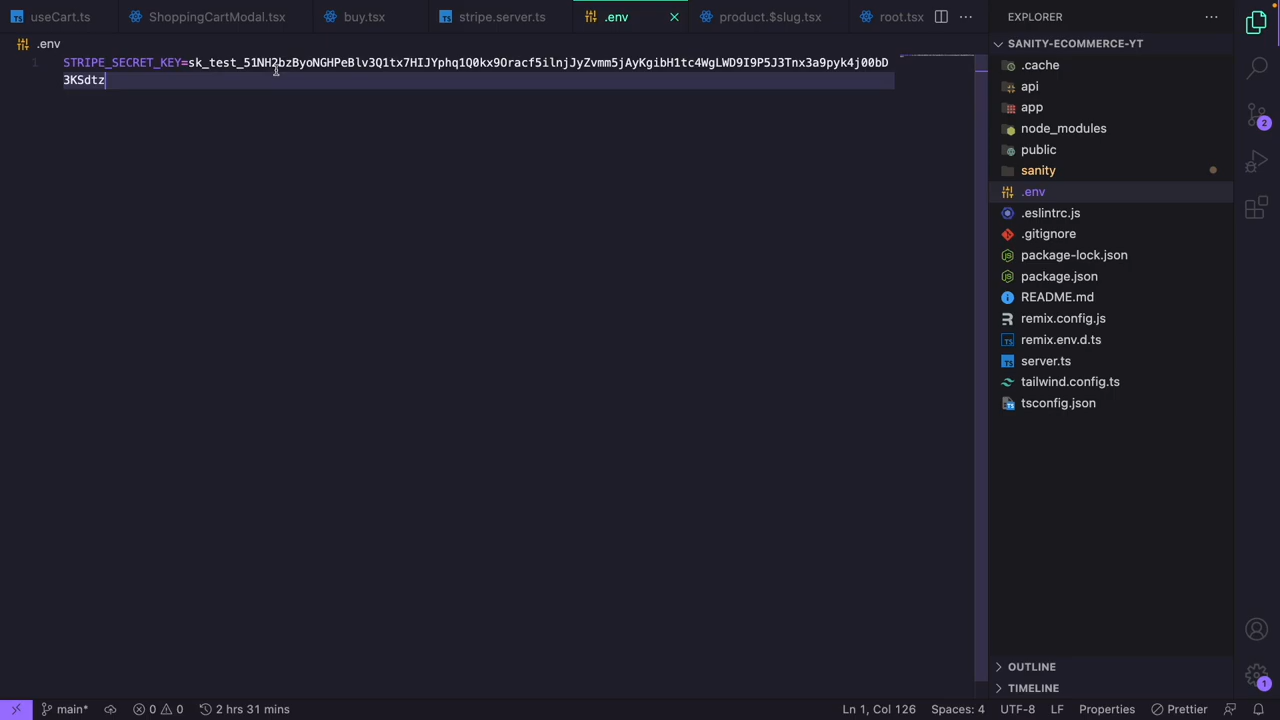 useCart.ts
ShoppingCartModal.tsx
buy.tsx
stripe.server.ts
.env
product.$slug.tsx
root.tsx
.env
1
STRIPE_SECRET_KEY=sk_test_51NH2bzByoNGHPeBlv3Q1tx7HIJYphq1Q0kx9Oracf5ilnjJyZvmm5jAyKgibH1tc4WgLWD9I9P5J3Tnx3a9pyk4j00bD
3KSdtz
EXPLORER
SANITY-ECOMMERCE-YT
.cache
api
app
node_modules
public
sanity
.env
.eslintrc.js
.gitignore
package-lock.json
package.json
README.md
remix.config.js
remix.env.d.ts
server.ts
tailwind.config.ts
tsconfig.json
OUTLINE
TIMELINE
2
1
main*
0
0
2 hrs 31 mins
Ln 1, Col 126
Spaces: 4
UTF-8
LF
Properties
Prettier